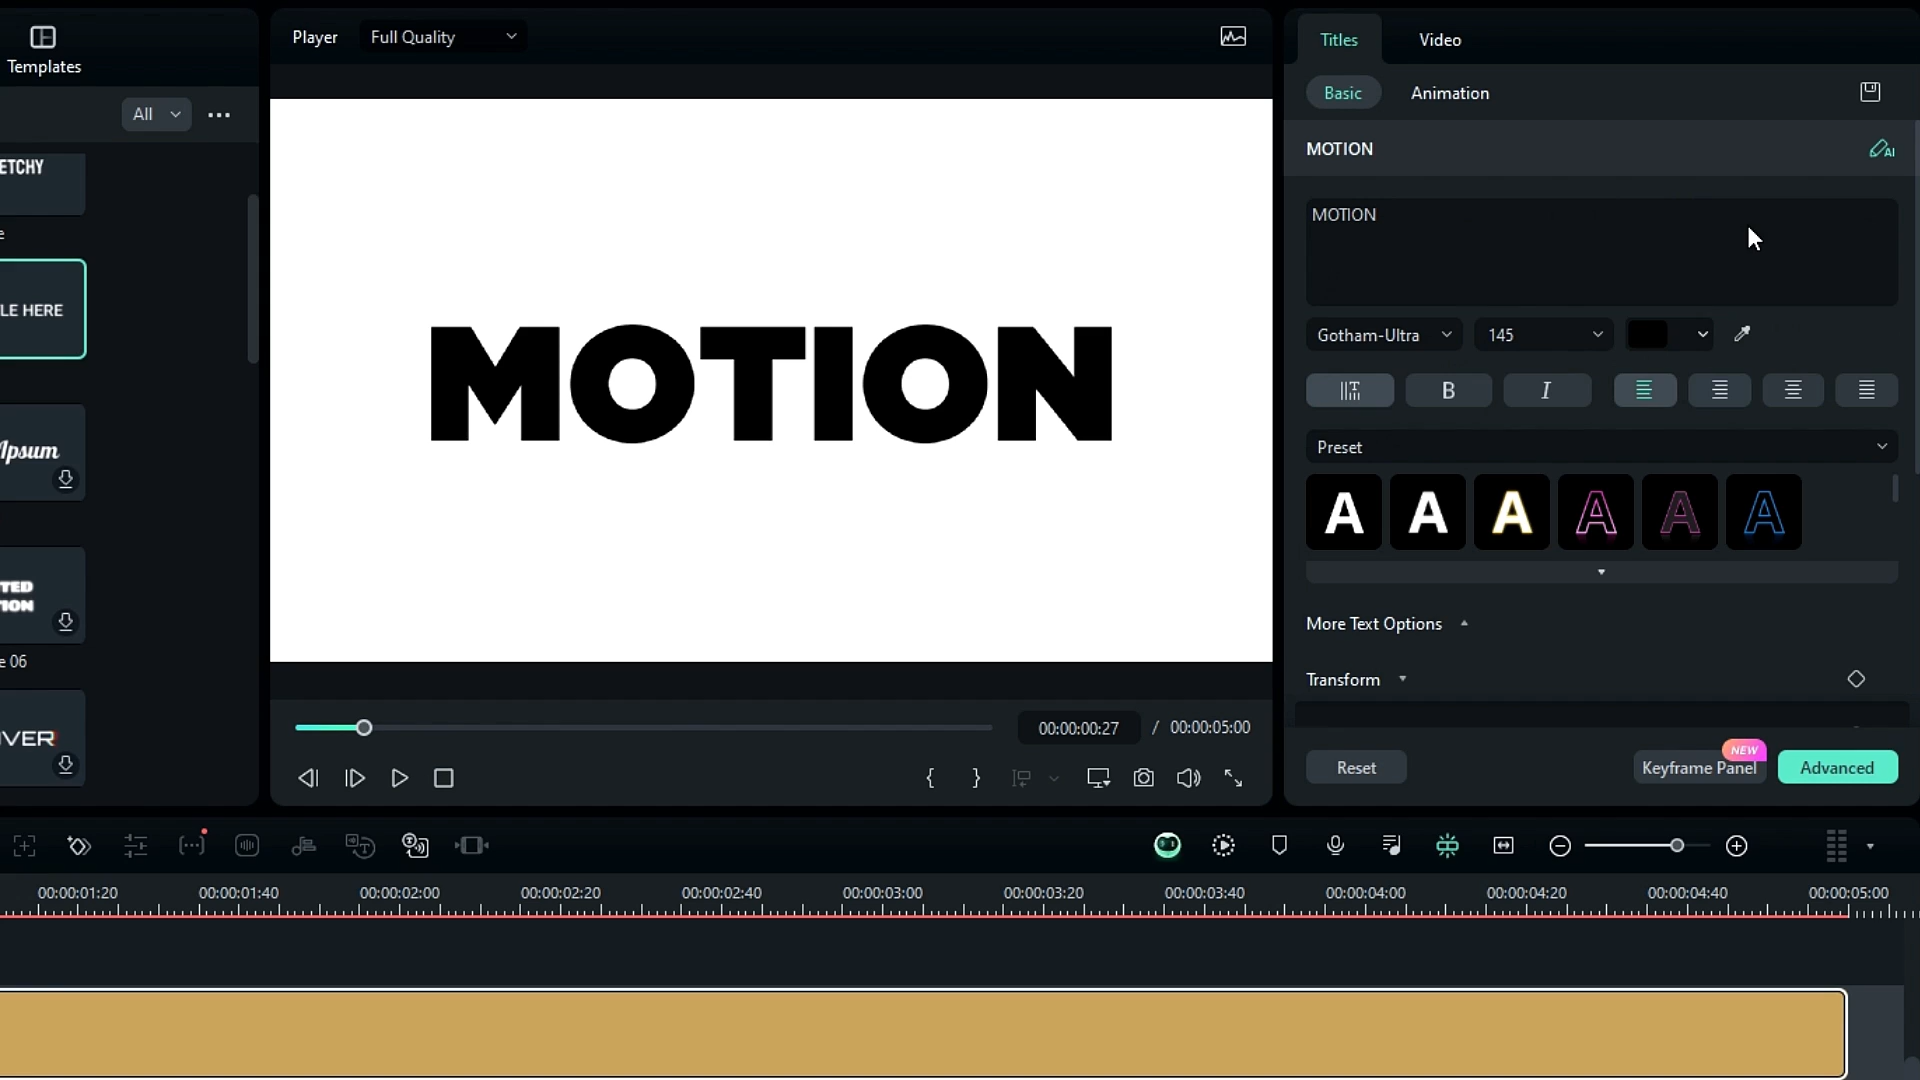 Templates
All
ETCHY
e
LE HERE
Apsum
TED
TION
e 06
VER
Player
Full Quality
MOTION
00:00:00:27 / 00:00:05:00
{ }
Titles
Video
Basic
Animation
MOTION
AI
MOTION
Gotham-Ultra
145
T
B
I
Preset
A A A A A A
More Text Options
Transform
Reset
NEW
Keyframe Panel
Advanced
00:00:01:20 00:00:01:40 00:00:02:00 00:00:02:20 00:00:02:40 00:00:03:00 00:00:03:20 00:00:03:40 00:00:04:00 00:00:04:20 00:00:04:40 00:00:05:00